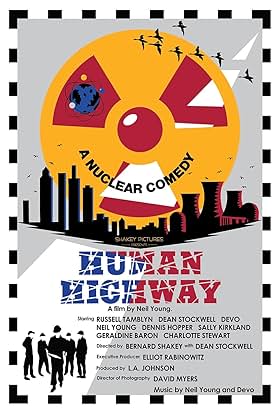 A NUCLEAR COMEDY
SHAKEY PICTURES
PRESENTS
HUMAN
HIGHWAY
A film by Neil Young.
Starring RUSSELL TAMBLYN DEAN STOCKWELL DEVO
NEIL YOUNG DENNIS HOPPER SALLY KIRKLAND
GERALDINE BARON CHARLOTTE STEWART
Directed by BERNARD SHAKEY with DEAN STOCKWELL
Executive Producer ELLIOT RABINOWITZ
Produced by L.A. JOHNSON
Director of Photography DAVID MYERS
Music by Neil Young and Devo